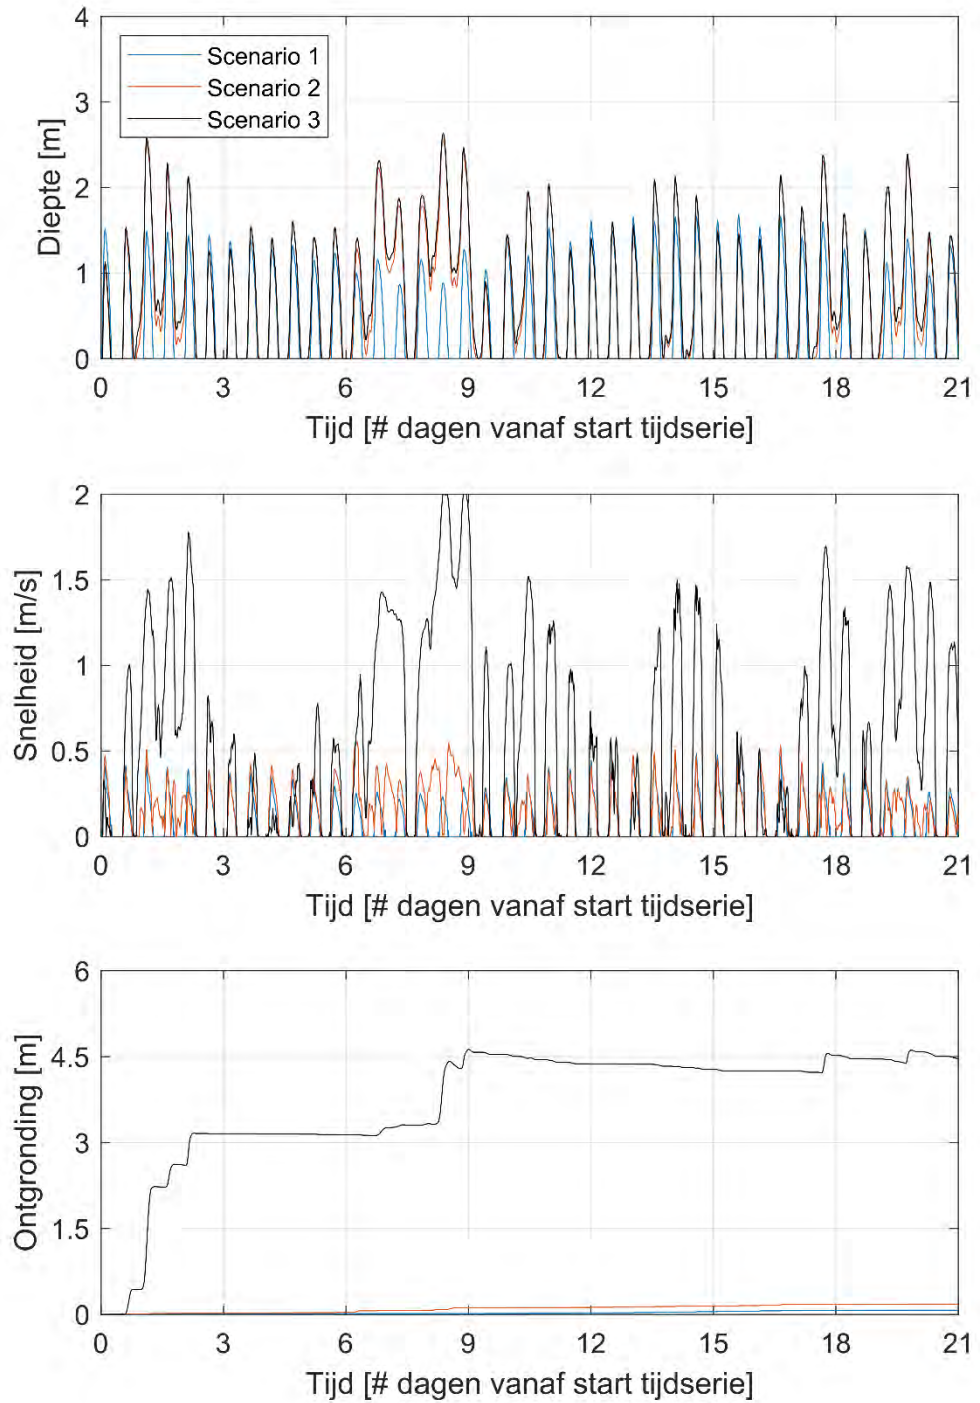 4
3
2
1
0
Diepte [m]
Scenario 1
Scenario 2
Scenario 3
0 3 6 9 12 15 18 21
Tijd [# dagen vanaf start tijdserie]
2
1.5
1
0.5
0
Snelheid [m/s]
0 3 6 9 12 15 18 21
Tijd [# dagen vanaf start tijdserie]
6
4.5
3
1.5
0
Ontgronding [m]
0 3 6 9 12 15 18 21
Tijd [# dagen vanaf start tijdserie]